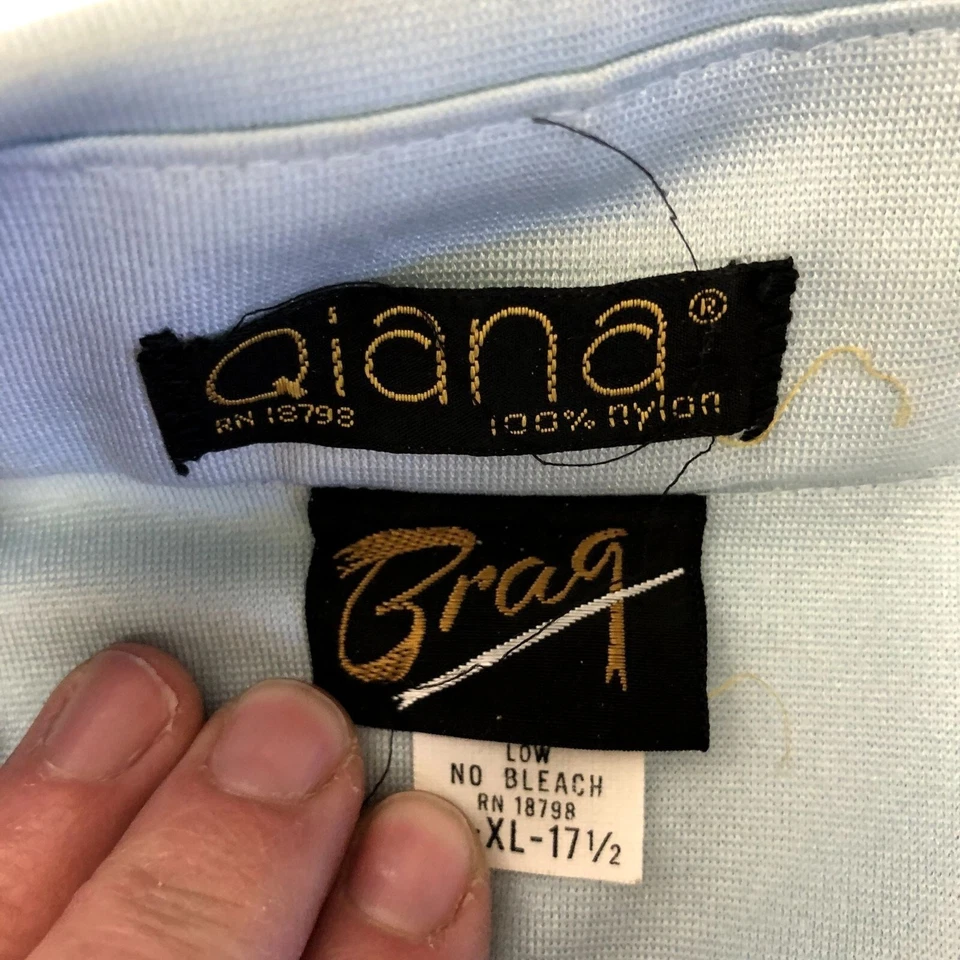 Qiana®
RN 18798 100% nylon
Brag
LOW
NO BLEACH
RN 18798
-XL-17½